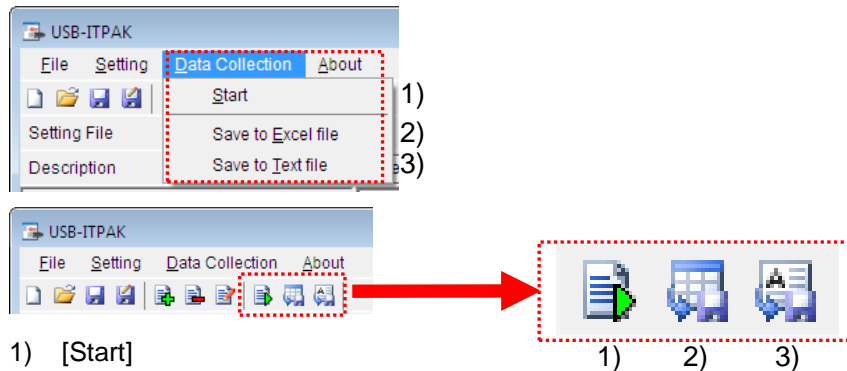 USB-ITPAK
File Setting Data Collection About
Start 1)
Setting File Save to Excel file 2)
Description Save to Text file 3)
USB-ITPAK
File Setting Data Collection About
A
1) 2) 3)
1) [Start]